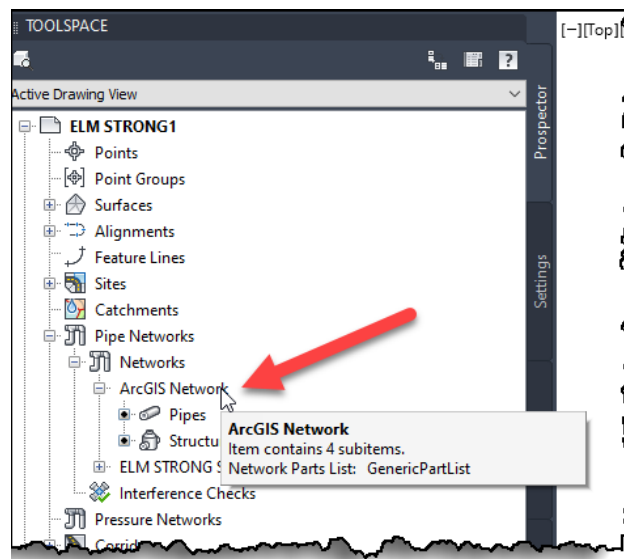 TOOLSPACE
[−][Top]
?
Active Drawing View
Prospector
ELM STRONG1
Points
Point Groups
Surfaces
Alignments
Feature Lines
Settings
Sites
Catchments
Pipe Networks
Networks
ArcGIS Network
Pipes
ArcGIS Network
Structu
Item contains 4 subitems.
ELM STRONG
Network Parts List: GenericPartList
Interference Checks
Pressure Networks